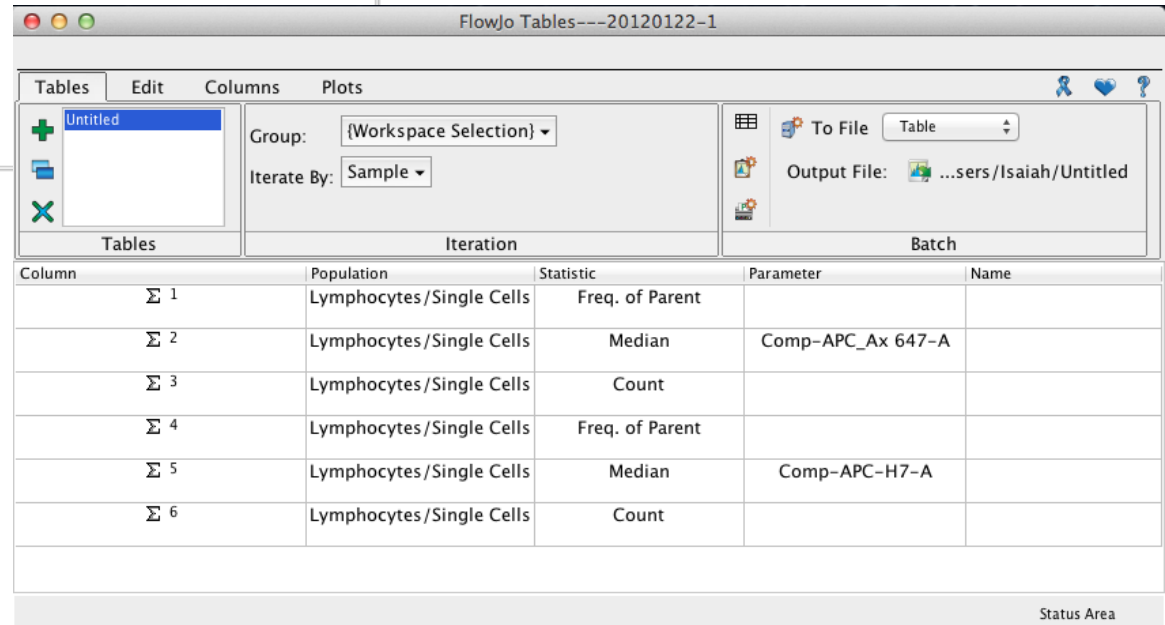 FlowJo Tables---20120122-1
Tables Edit Columns Plots
Untitled
Group: {Workspace Selection}
Iterate By: Sample
To File Table
Output File: ...sers/Isaiah/Untitled
Tables Iteration Batch
Column Population Statistic Parameter Name
Σ 1 Lymphocytes/Single Cells Freq. of Parent
Σ 2 Lymphocytes/Single Cells Median Comp-APC_Ax 647-A
Σ 3 Lymphocytes/Single Cells Count
Σ 4 Lymphocytes/Single Cells Freq. of Parent
Σ 5 Lymphocytes/Single Cells Median Comp-APC-H7-A
Σ 6 Lymphocytes/Single Cells Count
Status Area